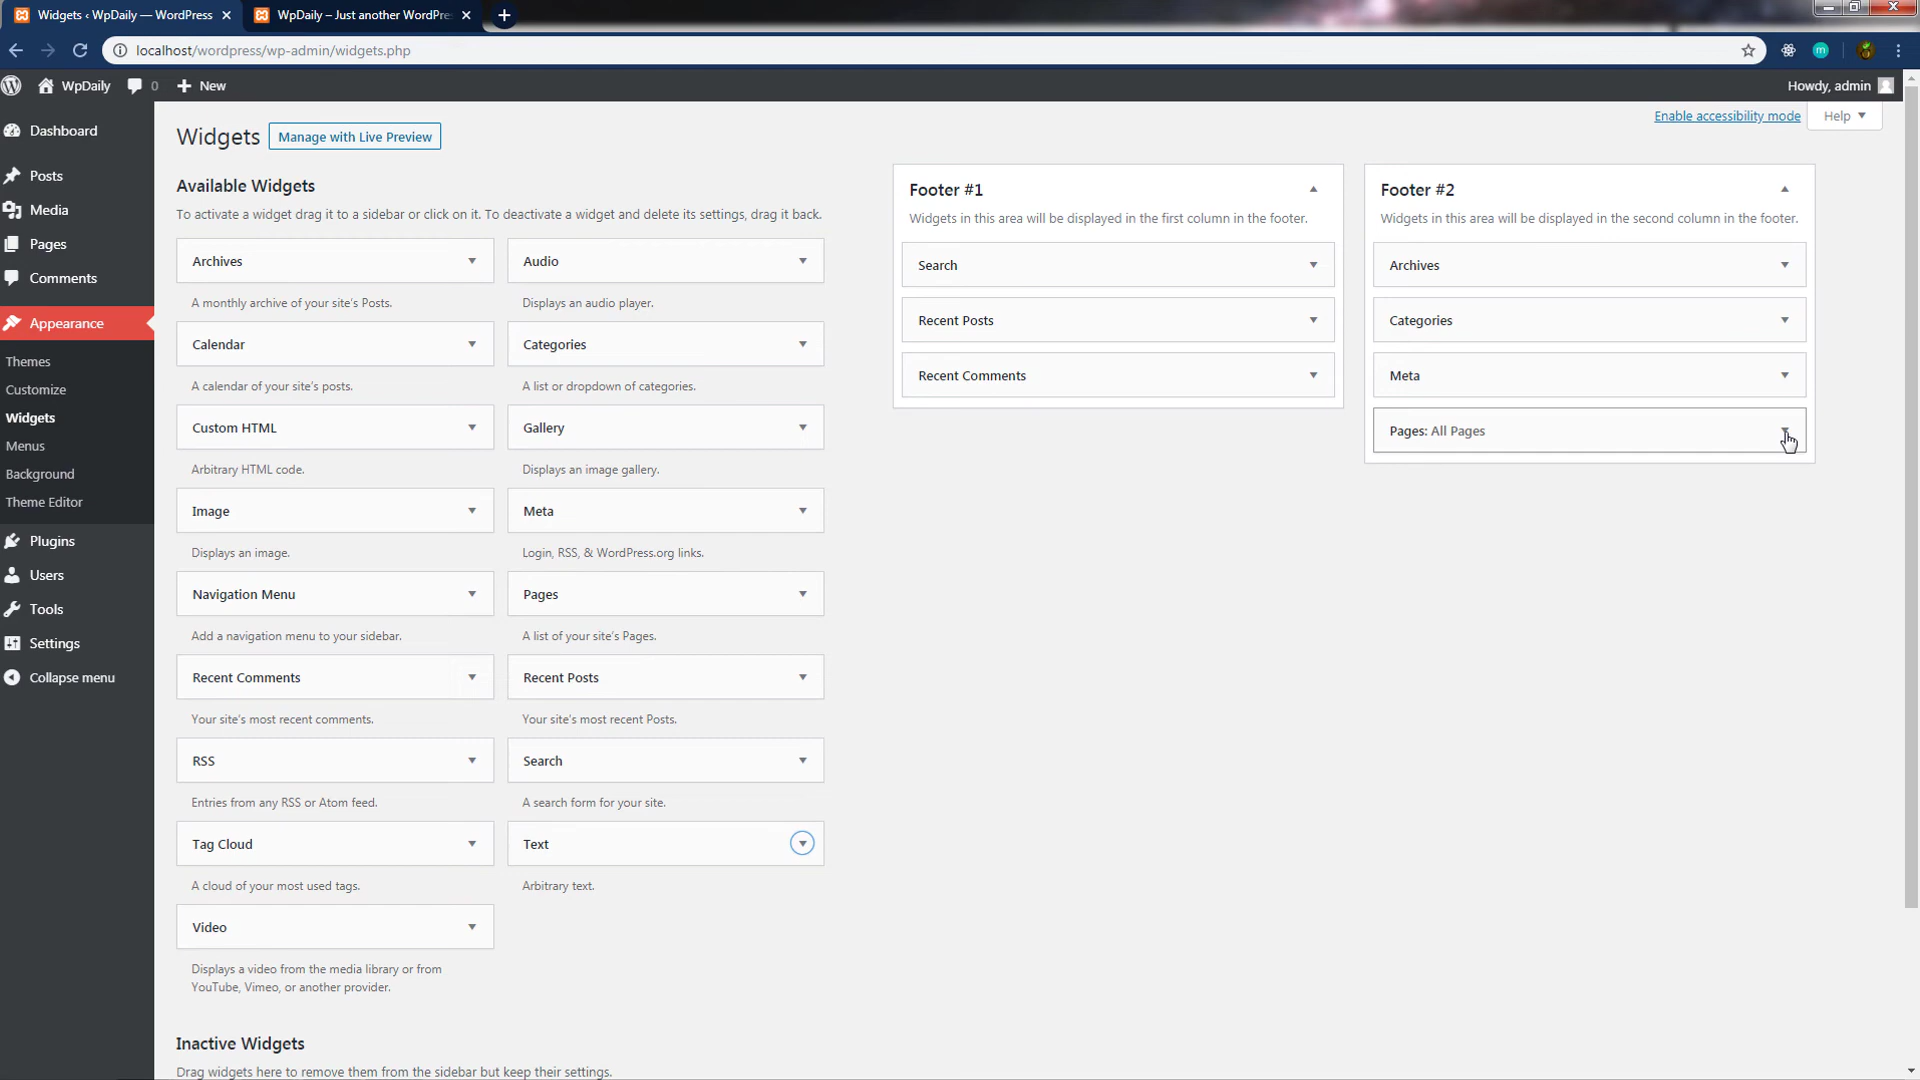 Widgets ‹ WpDaily — WordPress
WpDaily – Just another WordPre
localhost/wordpress/wp-admin/widgets.php
WpDaily
0
New
Howdy, admin
Dashboard
Posts
Media
Pages
Comments
Appearance
Themes
Customize
Widgets
Menus
Background
Theme Editor
Plugins
Users
Tools
Settings
Collapse menu
Widgets
Manage with Live Preview
Enable accessibility mode
Help
Available Widgets
To activate a widget drag it to a sidebar or click on it. To deactivate a widget and delete its settings, drag it back.
Archives
A monthly archive of your site's Posts.
Audio
Displays an audio player.
Calendar
A calendar of your site's posts.
Categories
A list or dropdown of categories.
Custom HTML
Arbitrary HTML code.
Gallery
Displays an image gallery.
Image
Displays an image.
Meta
Login, RSS, & WordPress.org links.
Navigation Menu
Add a navigation menu to your sidebar.
Pages
A list of your site's Pages.
Recent Comments
Your site's most recent comments.
Recent Posts
Your site's most recent Posts.
RSS
Entries from any RSS or Atom feed.
Search
A search form for your site.
Tag Cloud
A cloud of your most used tags.
Text
Arbitrary text.
Video
Displays a video from the media library or from
YouTube, Vimeo, or another provider.
Inactive Widgets
Drag widgets here to remove them from the sidebar but keep their settings.
Footer #1
Widgets in this area will be displayed in the first column in the footer.
Search
Recent Posts
Recent Comments
Footer #2
Widgets in this area will be displayed in the second column in the footer.
Archives
Categories
Meta
Pages: All Pages
m